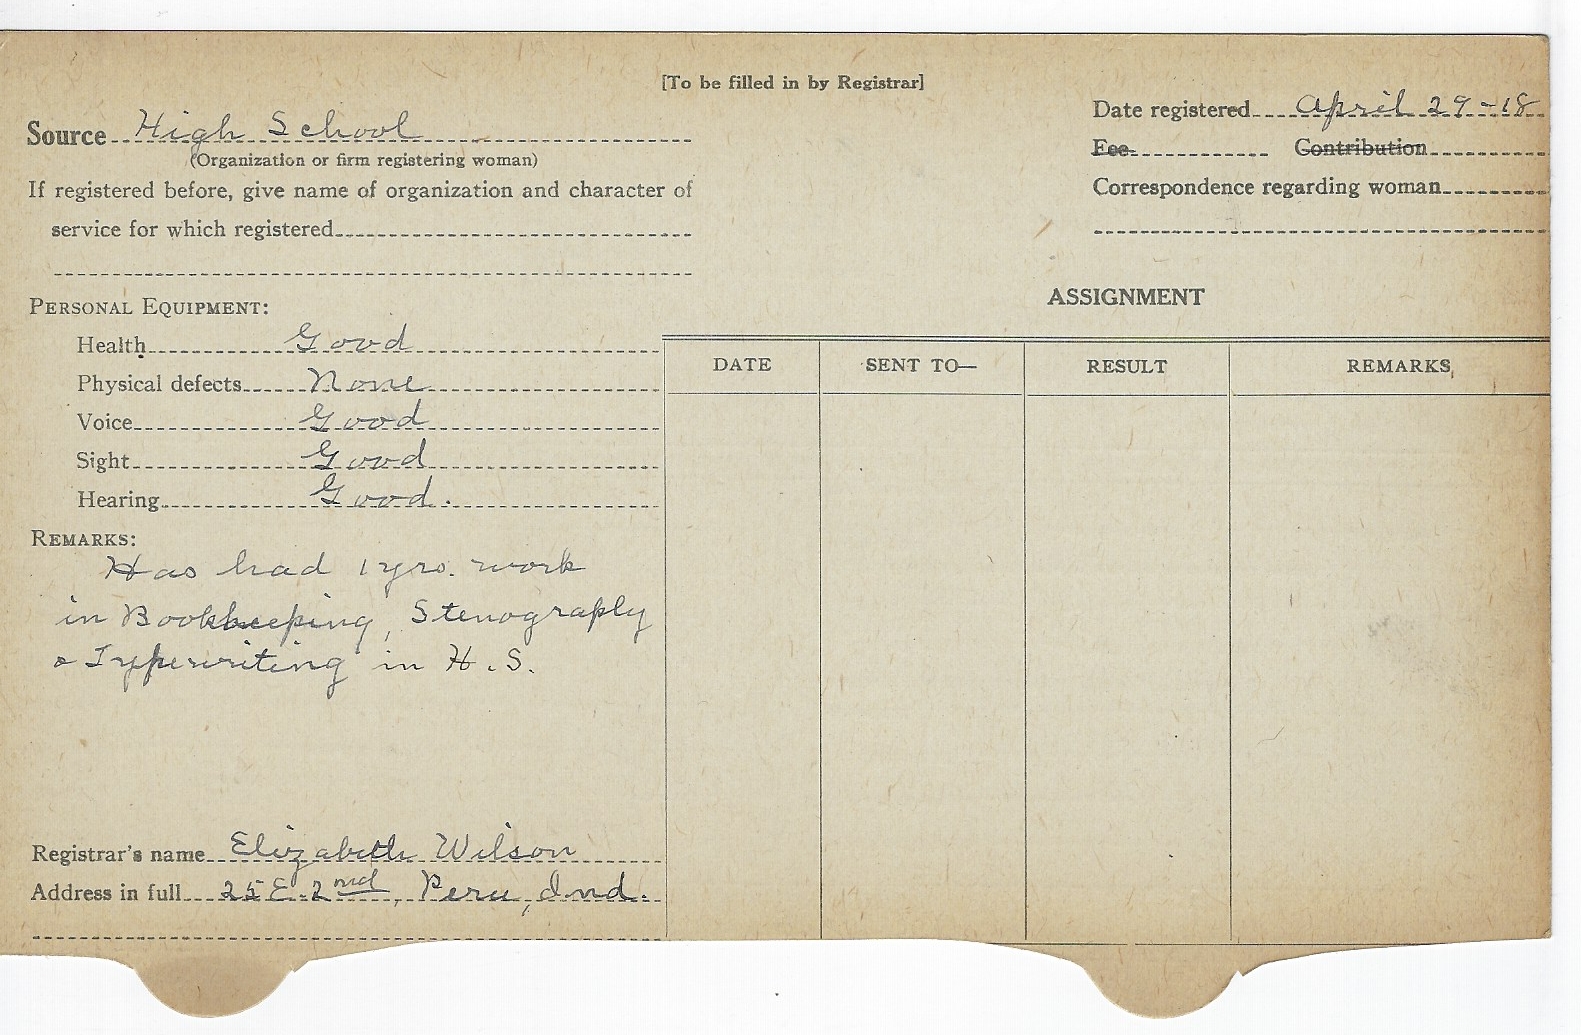 [To be filled in by Registrar]
Source High School
(Organization or firm registering woman)
If registered before, give name of organization and character of
service for which registered
Date registered April 29-18
Fee Contribution
Correspondence regarding woman
PERSONAL EQUIPMENT:
Health Good
Physical defects None
Voice Good
Sight Good
Hearing Good.
REMARKS:
Has had 1 yrs. work
in Bookkeeping, Stenography
& Typewriting in H.S.
Registrar's name Elizabeth Wilson
Address in full 25 E. 2nd, Peru, Ind.
ASSIGNMENT
DATE SENT TO— RESULT REMARKS